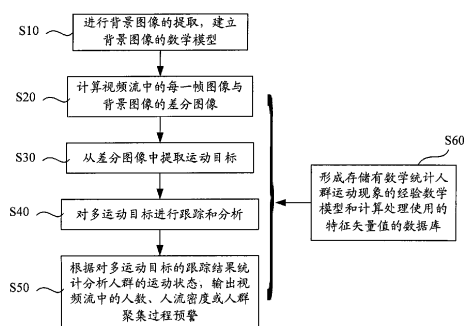 S10
进行背景图像的提取，建立
背景图像的数学模型
S20
计算视频流中的每一帧图像与
背景图像的差分图像
S30
从差分图像中提取运动目标
S40
对多运动目标进行跟踪和分析
S50
根据对多运动目标的跟踪结果统
计分析人群的运动状态，输出视
频流中的人数、人流密度或人群
聚集过程预警
S60
形成存储有数学统计人
群运动现象的经验数学
模型和计算处理使用的
特征矢量值的数据库